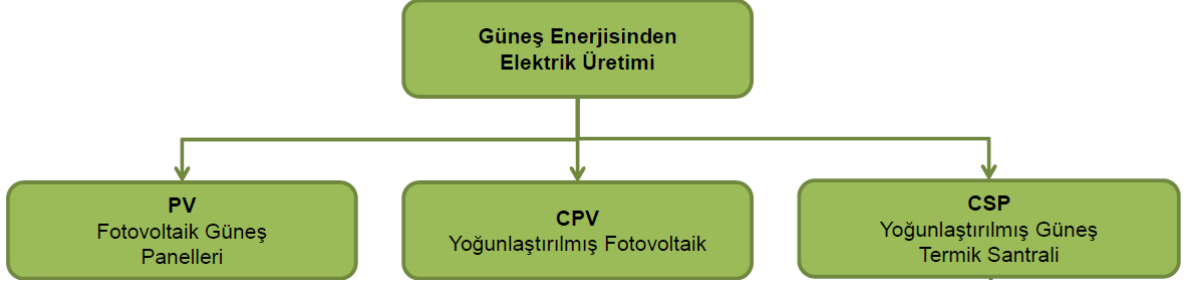 Güneş Enerjisinden
Elektrik Üretimi
PV
Fotovoltaik Güneş
Panelleri
CPV
Yoğunlaştırılmış Fotovoltaik
CSP
Yoğunlaştırılmış Güneş
Termik Santrali